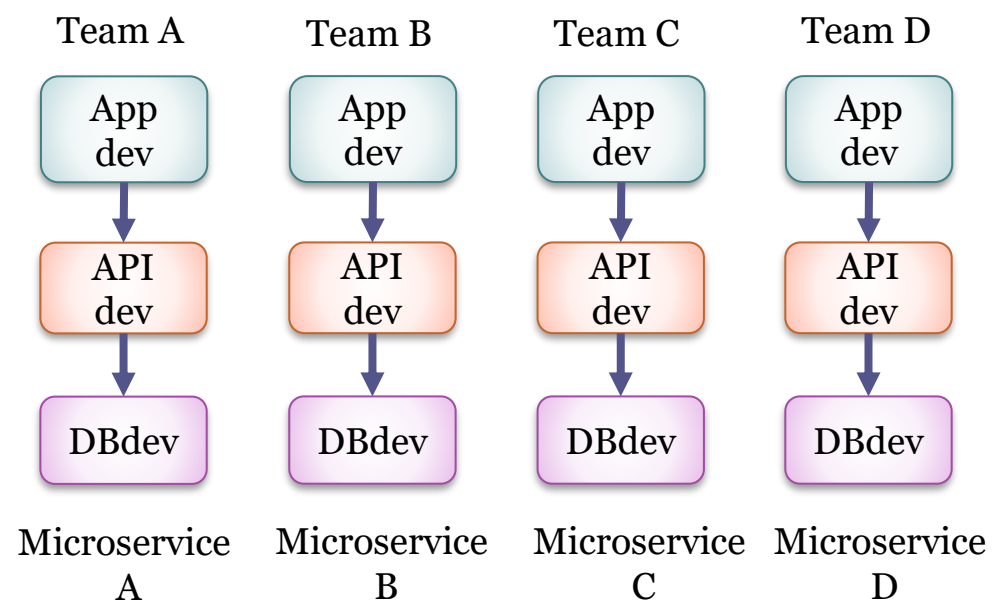 Team A
Team B
Team C
Team D
App
dev
App
dev
App
dev
App
dev
API
dev
API
dev
API
dev
API
dev
DBdev
DBdev
DBdev
DBdev
Microservice
A
Microservice
B
Microservice
C
Microservice
D